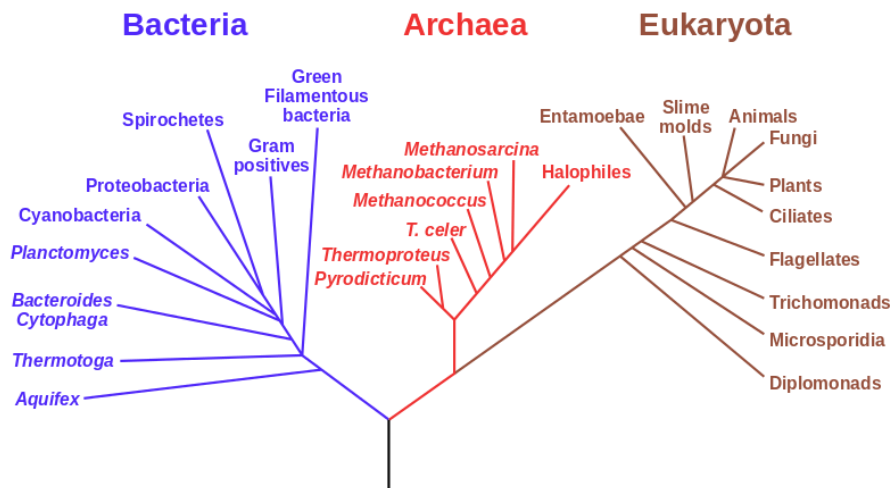 Bacteria
Archaea
Eukaryota
Green
Filamentous
bacteria
Spirochetes
Gram
positives
Proteobacteria
Cyanobacteria
Planctomyces
Bacteroides
Cytophaga
Thermotoga
Aquifex
Methanosarcina
Methanobacterium
Halophiles
Methanococcus
T. celer
Thermoproteus
Pyrodicticum
Entamoebae
Slime
molds
Animals
Fungi
Plants
Ciliates
Flagellates
Trichomonads
Microsporidia
Diplomonads